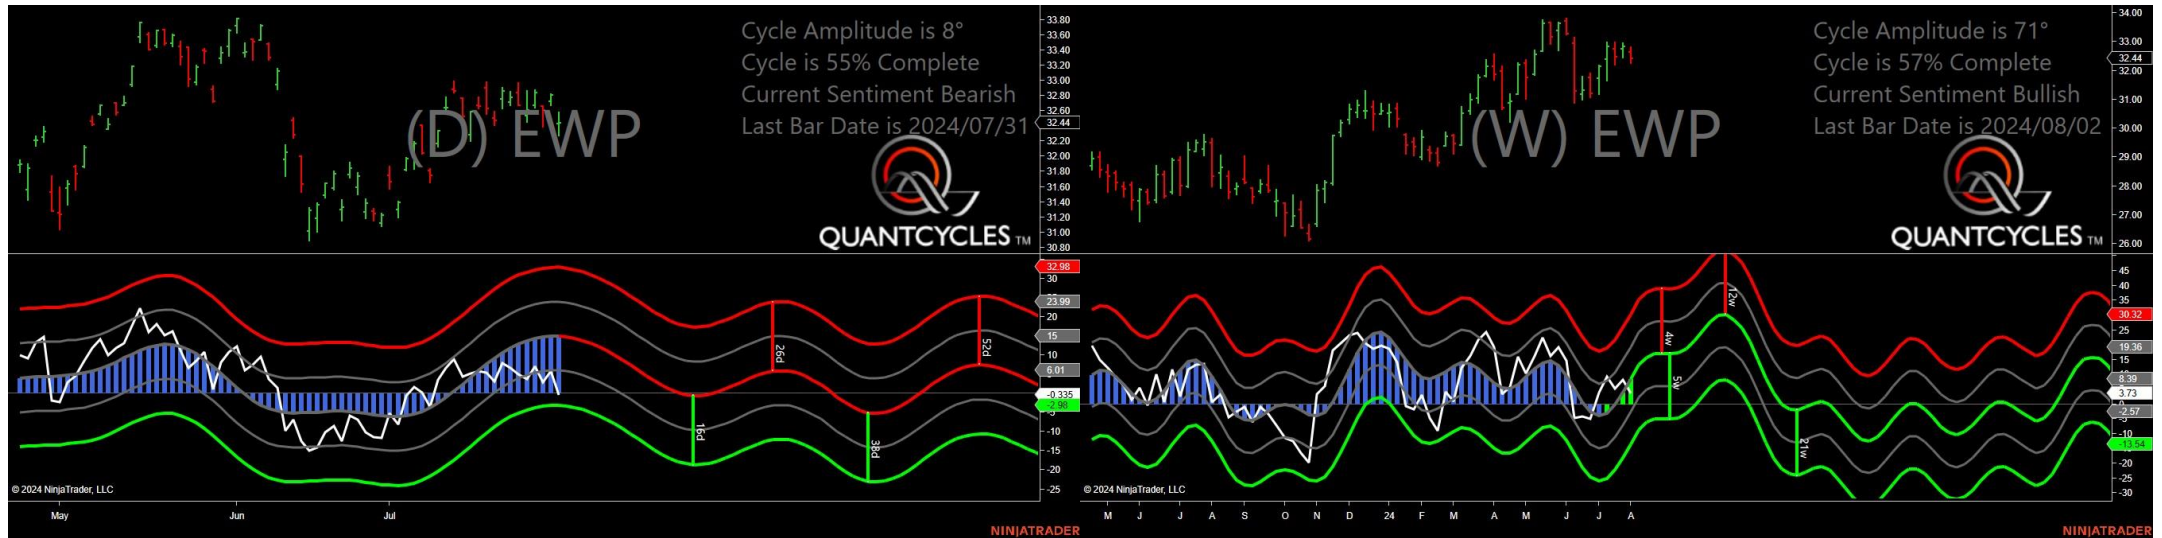 Cycle Amplitude is 8°
Cycle is 55% Complete
Current Sentiment Bearish
Last Bar Date is 2024/07/31
(D) EWP
QUANTCYCLES TM
33.80
33.60
33.40
33.20
33.00
32.80
32.60
32.44
32.20
32.00
31.80
31.60
31.40
31.20
31.00
30.80
32.98
30
23.99
20
15
10
6.01
-0.335
-2.98
-10
-15
-20
-25
16d
26d
38d
52d
© 2024 NinjaTrader, LLC
May
Jun
Jul
NINJATRADER
Cycle Amplitude is 71°
Cycle is 57% Complete
Current Sentiment Bullish
Last Bar Date is 2024/08/02
(W) EWP
QUANTCYCLES TM
34.00
33.00
32.44
32.00
31.00
30.00
29.00
28.00
27.00
26.00
45
40
35
30.32
25
19.36
15
8.39
3.73
-2.57
-10
-13.54
-20
-25
-30
4w
5w
12w
21w
© 2024 NinjaTrader, LLC
M
J
J
A
S
O
N
D
24
F
M
A
M
J
J
A
NINJATRADER